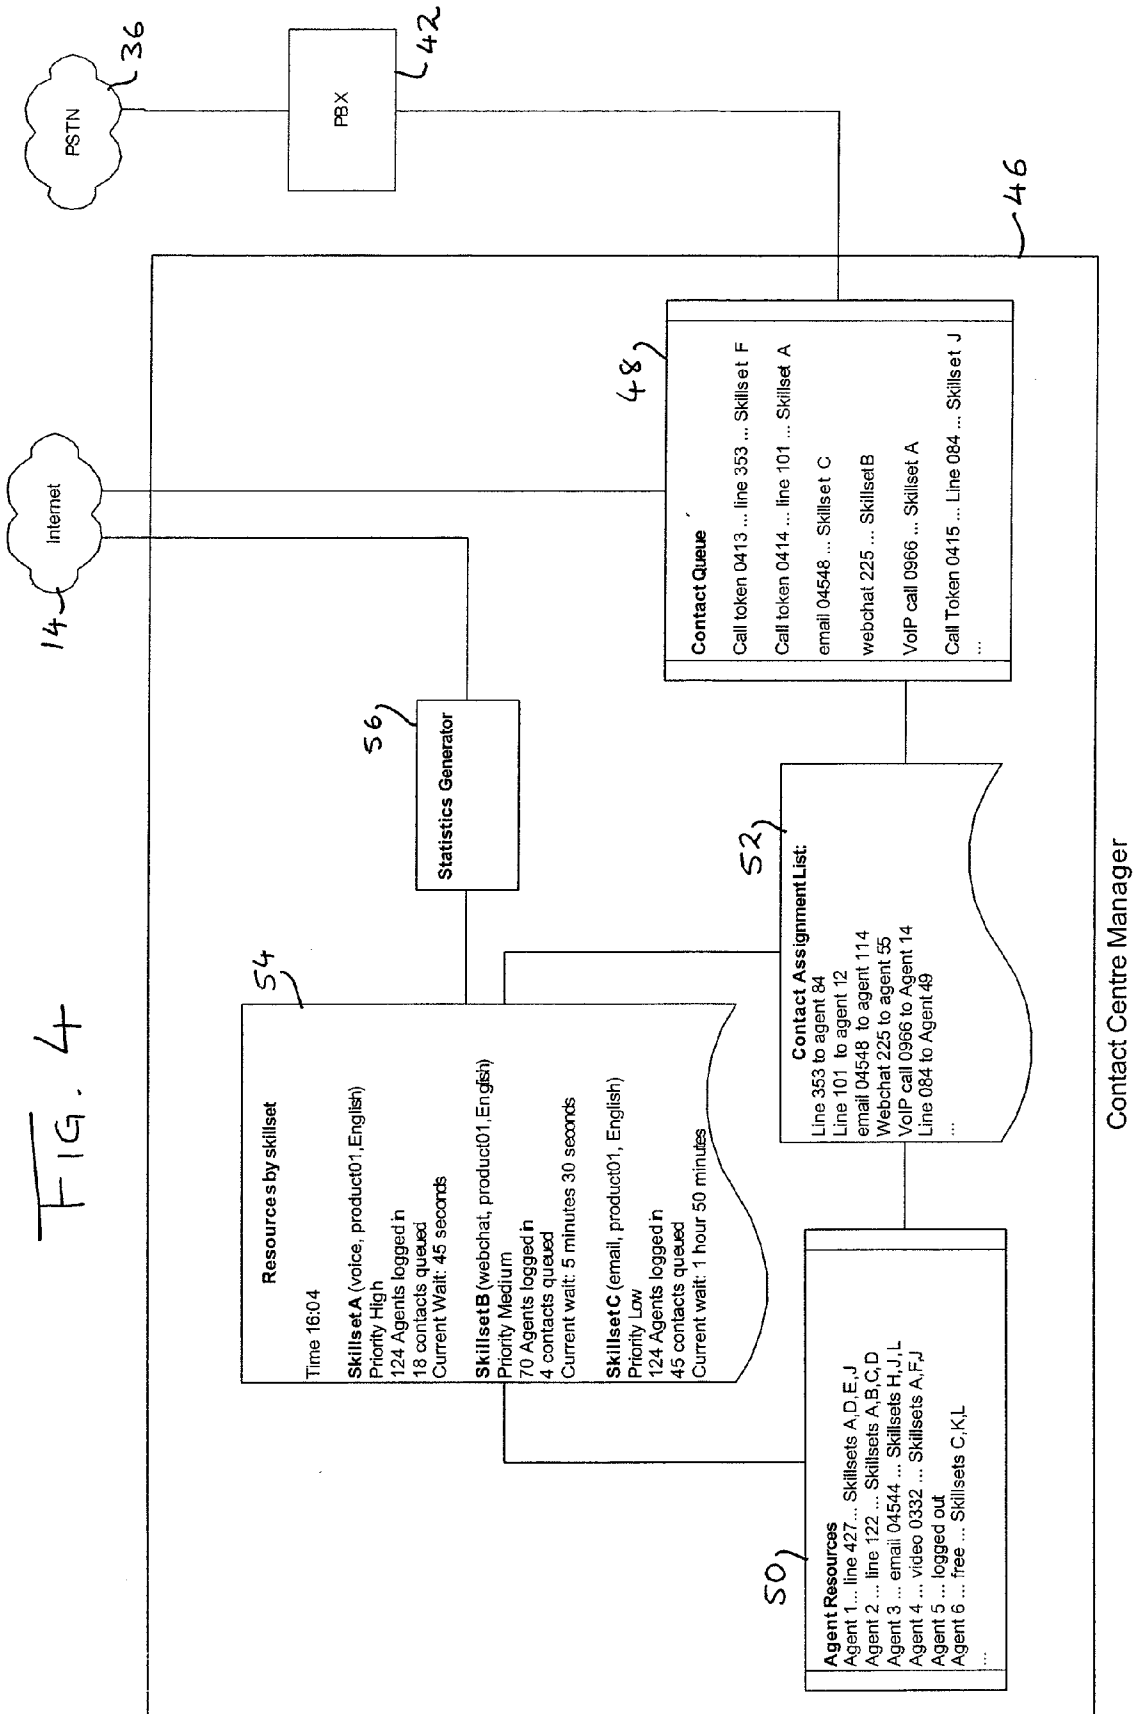 FIG. 4
14
Internet
PSTN
36
PBX
42
56
Statistics Generator
54
Resources by skillset
Time 16:04
Skillset A (voice, product01, English)
Priority High
124 Agents logged in
18 contacts queued
Current Wait: 45 seconds
Skillset B (webchat, product01, English)
Priority Medium
70 Agents logged in
4 contacts queued
Current wait: 5 minutes 30 seconds
Skillset C (email, product01, English)
Priority Low
124 Agents logged in
45 contacts queued
Current wait: 1 hour 50 minutes
48
Contact Queue
Call token 0413 ... line 353 ... Skillset F
Call token 0414 ... line 101 ... Skillset A
email 04548 ... Skillset C
webchat 225 ... Skillset B
VoIP call 0966 ... Skillset A
Call Token 0415 ... Line 084 ... Skillset J
...
46
52
Contact Assignment List:
Line 353 to agent 84
Line 101 to agent 12
email 04548 to agent 114
Webchat 225 to agent 55
VoIP call 0966 to Agent 14
Line 084 to Agent 49
...
50
Agent Resources
Agent 1 ... line 427 ... Skillsets A,D,E,J
Agent 2 ... line 122 ... Skillsets A,B,C,D
Agent 3 ... email 04544 ... Skillsets H,J,L
Agent 4 ... video 0332 ... Skillsets A,F,J
Agent 5 ... logged out
Agent 6 ... free ... Skillsets C,K,L
...
Contact Centre Manager